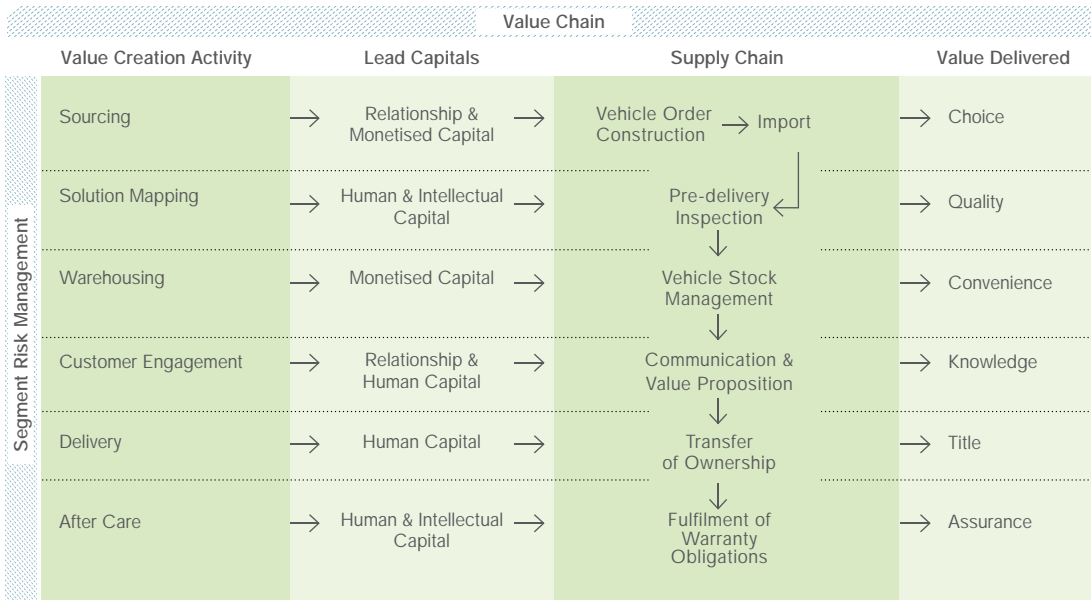 Value Chain
Value Creation Activity
Lead Capitals
Supply Chain
Value Delivered
Segment Risk Management
Sourcing
Relationship &
Monetised Capital
Vehicle Order
Construction
Import
Choice
Solution Mapping
Human & Intellectual
Capital
Pre-delivery
Inspection
Quality
Warehousing
Monetised Capital
Vehicle Stock
Management
Convenience
Customer Engagement
Relationship &
Human Capital
Communication &
Value Proposition
Knowledge
Delivery
Human Capital
Transfer
of Ownership
Title
After Care
Human & Intellectual
Capital
Fulfilment of
Warranty
Obligations
Assurance